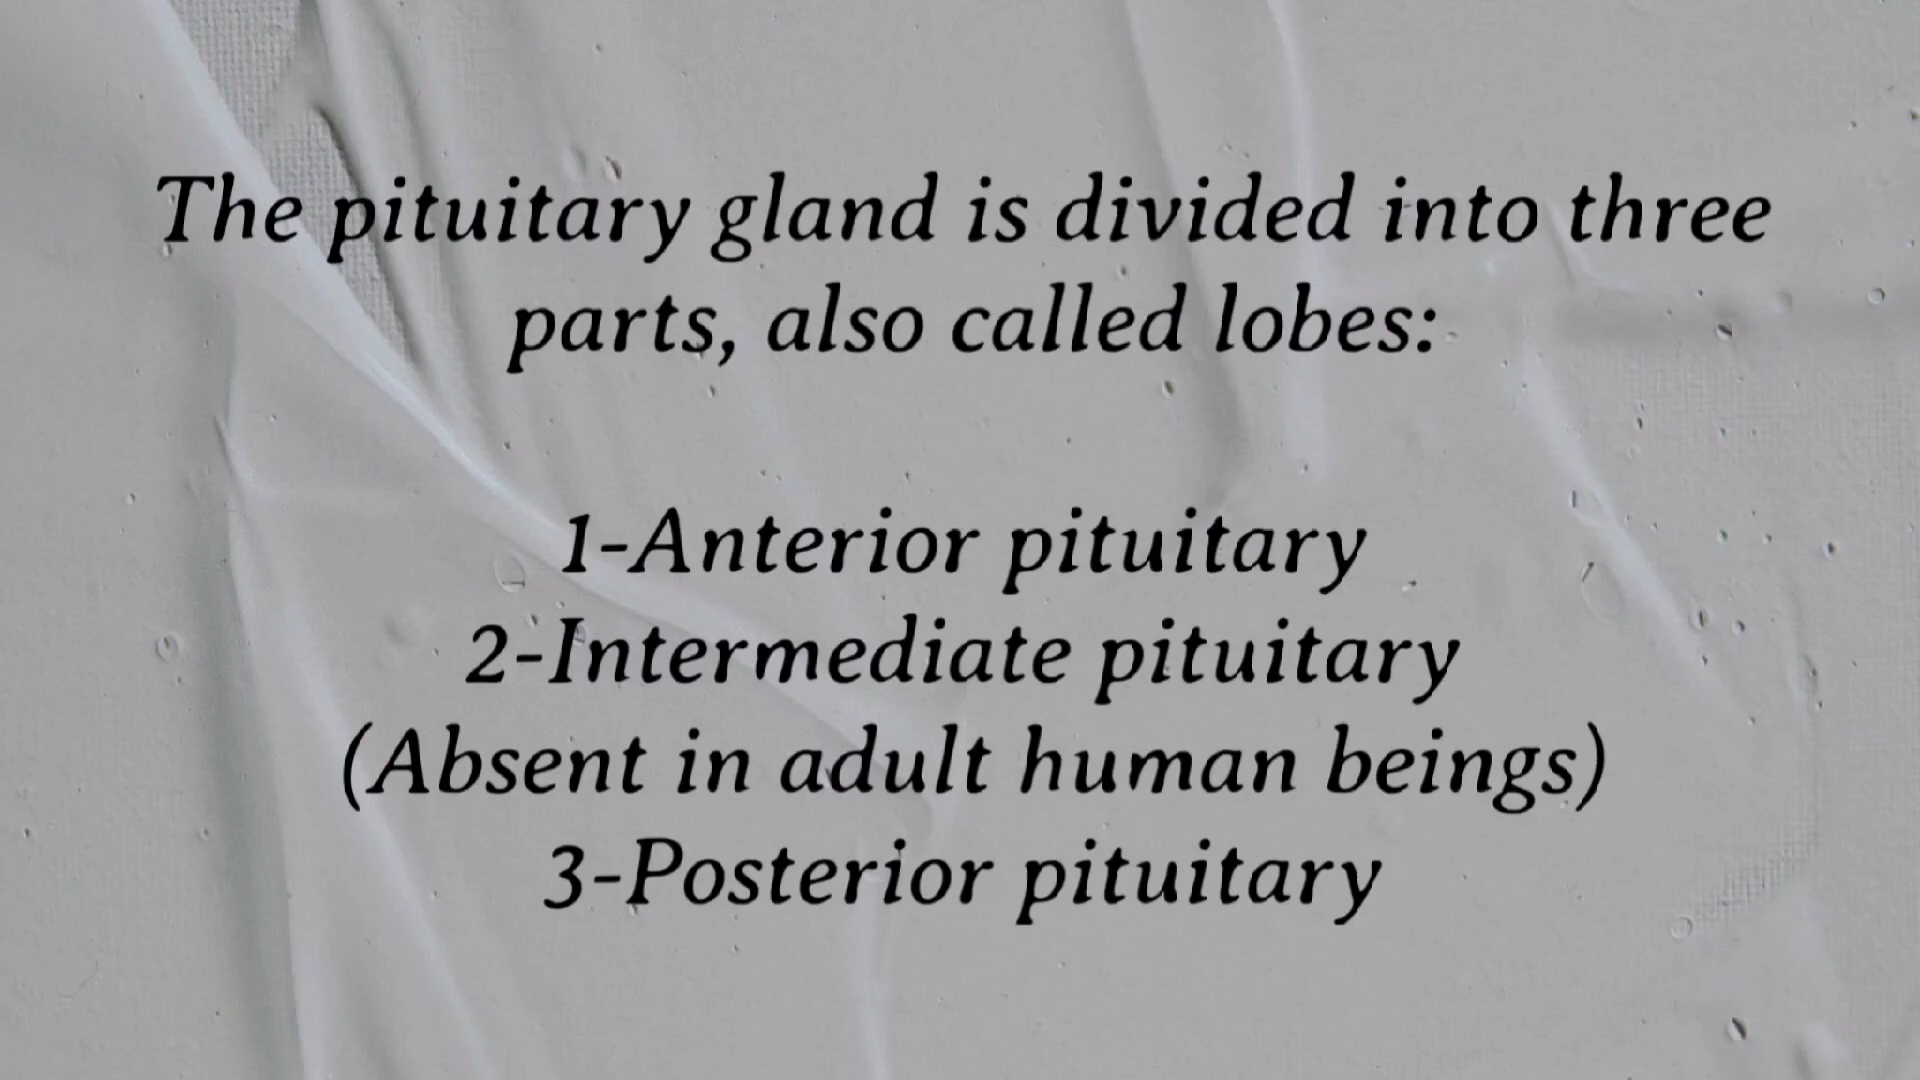 The pituitary gland is divided into three
parts, also called lobes:
1-Anterior pituitary
2-Intermediate pituitary
(Absent in adult human beings)
3-Posterior pituitary